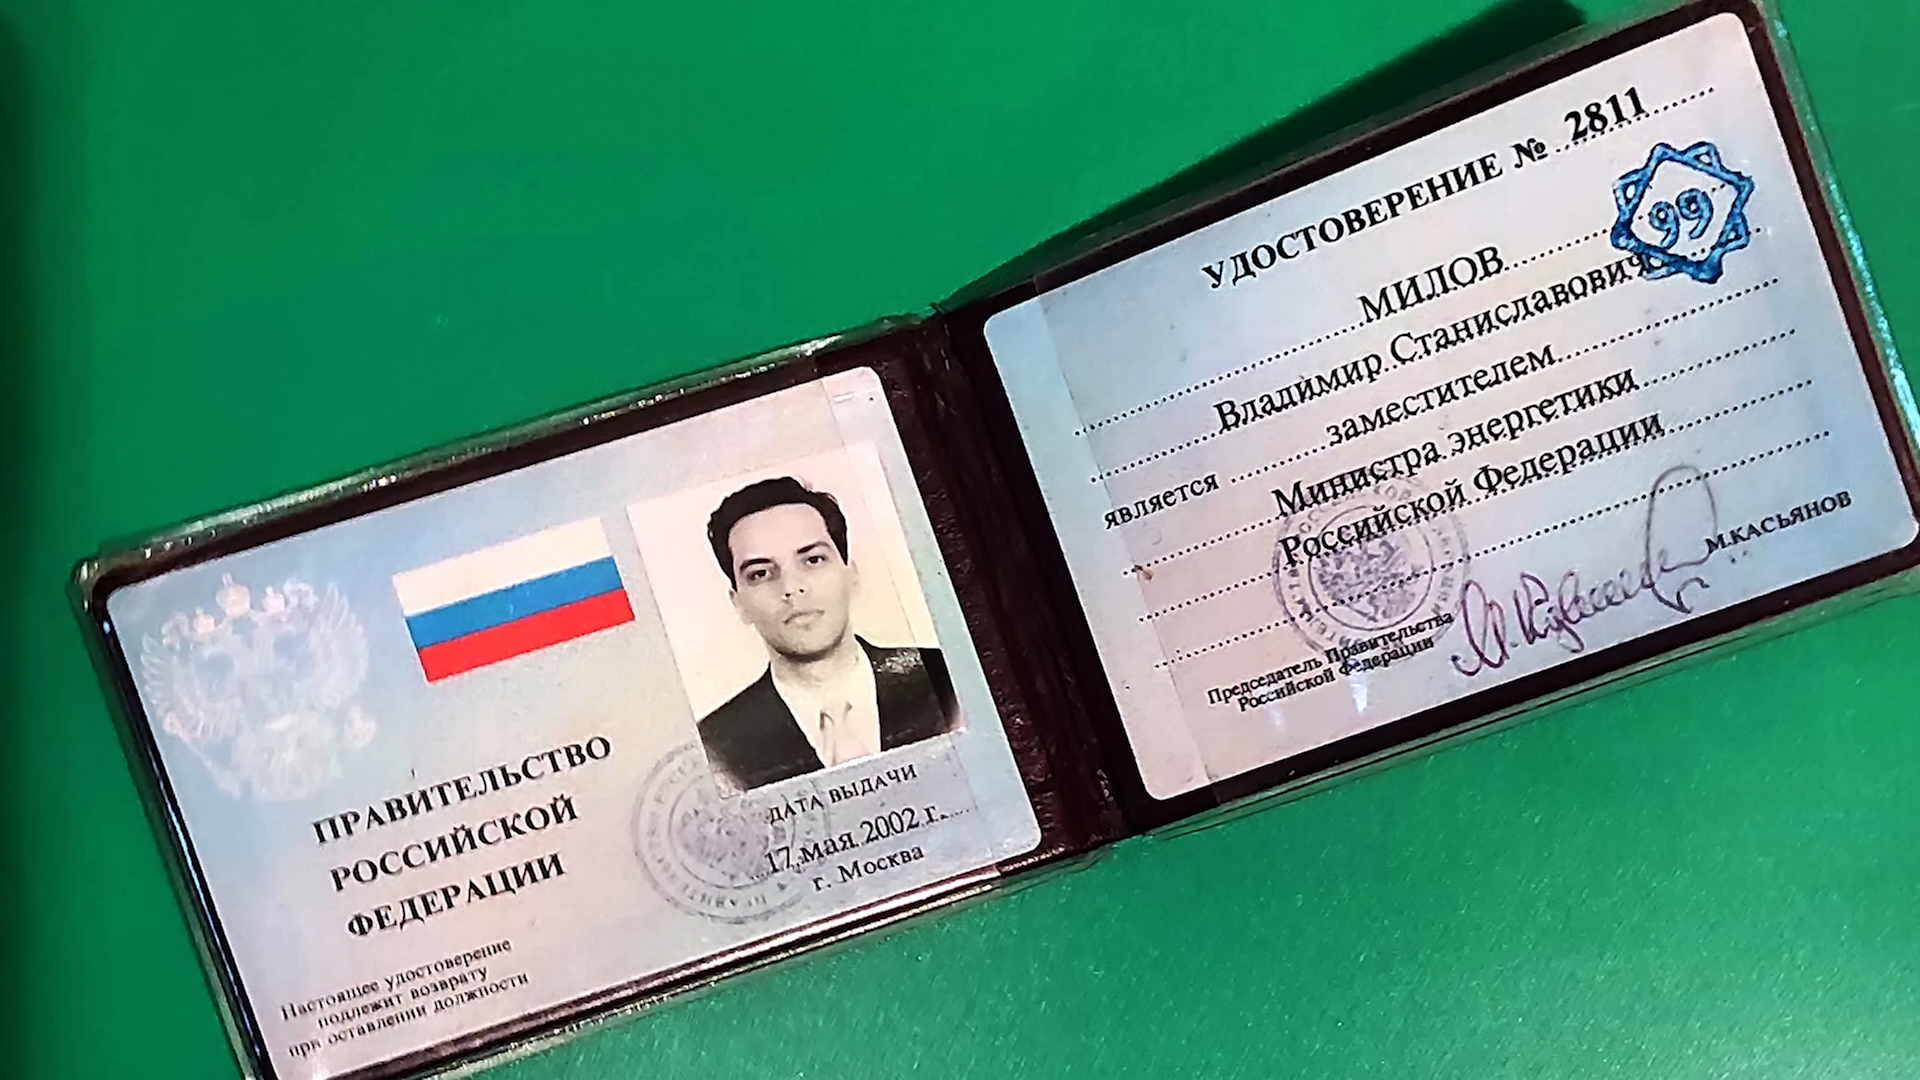 ПРАВИТЕЛЬСТВО
РОССИЙСКОЙ
ФЕДЕРАЦИИ
Настоящее удостоверение
подлежит возврату
при оставлении должности
ДАТА ВЫДАЧИ
17 мая 2002 г.
г. Москва
УДОСТОВЕРЕНИЕ № 2811
99
МИЛОВ
Владимир Станиславович
является заместителем
Министра энергетики
Российской Федерации
Председатель Правительства
Российской Федерации
М.КАСЬЯНОВ